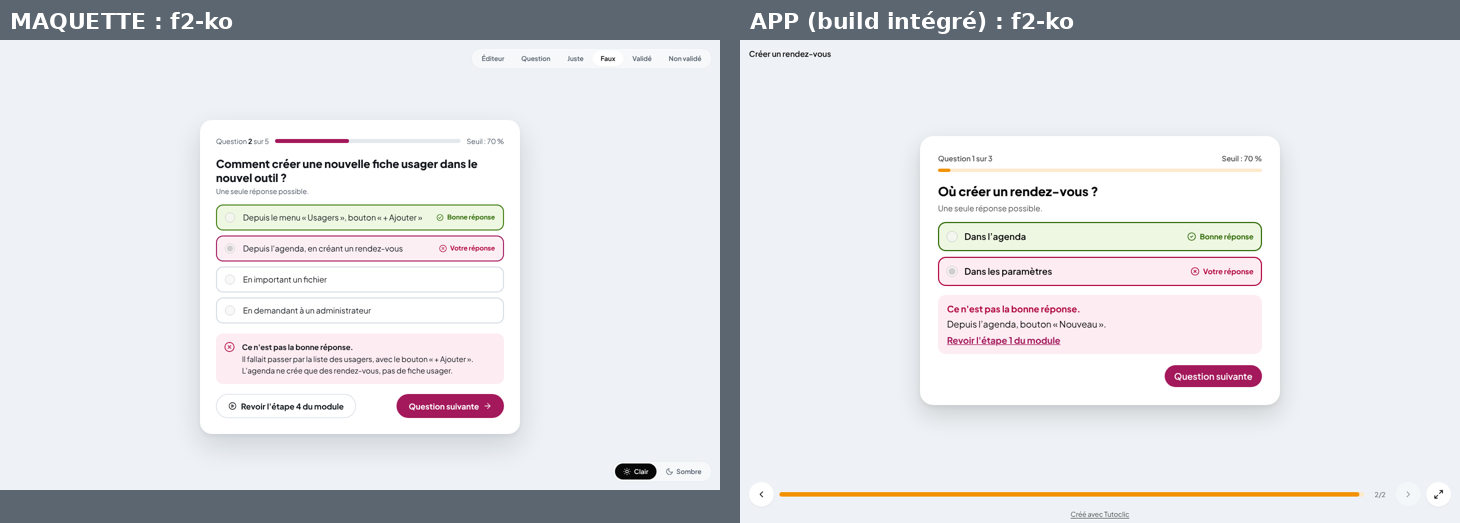 MAQUETTE : f2-ko
Éditeur Question Juste Faux Validé Non validé
Question 2 sur 5 Seuil : 70 %
Comment créer une nouvelle fiche usager dans le
nouvel outil ?
Une seule réponse possible.
Depuis le menu « Usagers », bouton « + Ajouter » Bonne réponse
Depuis l'agenda, en créant un rendez-vous Votre réponse
En important un fichier
En demandant à un administrateur
Ce n'est pas la bonne réponse.
Il fallait passer par la liste des usagers, avec le bouton « + Ajouter ».
L'agenda ne crée que des rendez-vous, pas de fiche usager.
Revoir l'étape 4 du module Question suivante
Clair Sombre
APP (build intégré) : f2-ko
Créer un rendez-vous
Question 1 sur 3 Seuil : 70 %
Où créer un rendez-vous ?
Une seule réponse possible.
Dans l'agenda Bonne réponse
Dans les paramètres Votre réponse
Ce n'est pas la bonne réponse.
Depuis l'agenda, bouton « Nouveau ».
Revoir l'étape 1 du module
Question suivante
2/2
Créé avec Tutoclic